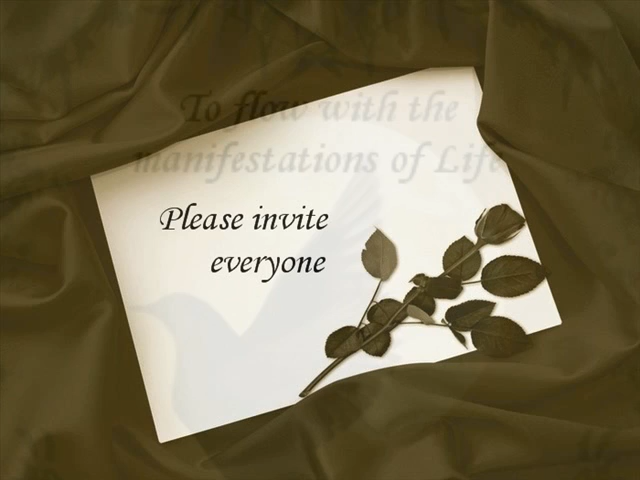 To flow with the
manifestations of Life
Please invite
everyone